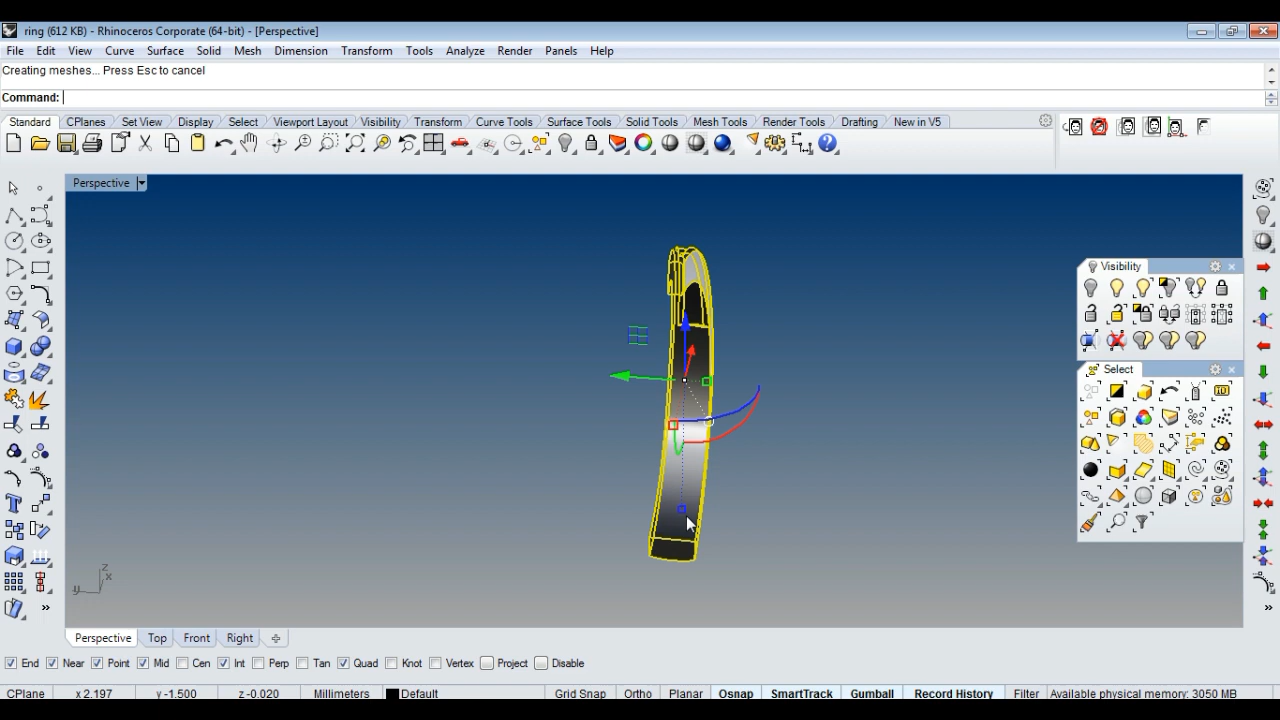 ring (612 KB) - Rhinoceros Corporate (64-bit) - [Perspective]
File Edit View Curve Surface Solid Mesh Dimension Transform Tools Analyze Render Panels Help
Creating meshes... Press Esc to cancel
Command:
Standard CPlanes Set View Display Select Viewport Layout Visibility Transform Curve Tools Surface Tools Solid Tools Mesh Tools Render Tools Drafting New in V5
Perspective
Visibility
Select
z
x
y
Perspective Top Front Right
End Near Point Mid Cen Int Perp Tan Quad Knot Vertex Project Disable
CPlane x 2.197 y -1.500 z -0.020 Millimeters Default Grid Snap Ortho Planar Osnap SmartTrack Gumball Record History Filter Available physical memory: 3050 MB